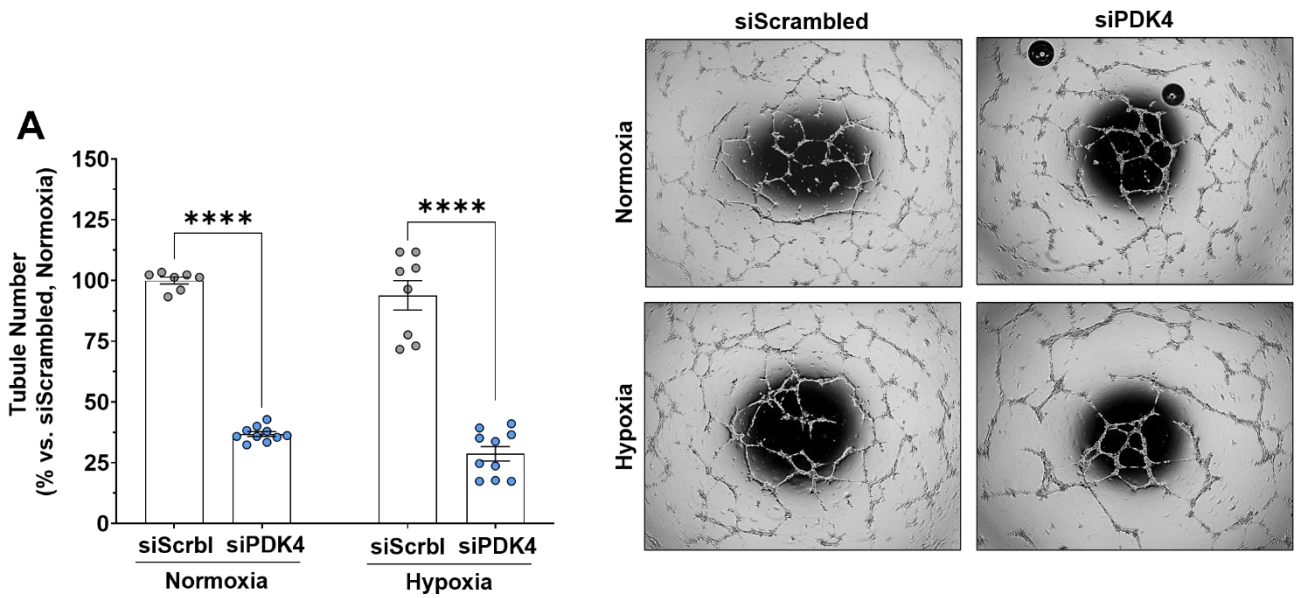 A
Tubule Number
(% vs. siScrambled, Normoxia)
150
125
100
75
50
25
0
****
****
siScrbl siPDK4
Normoxia
siScrbl siPDK4
Hypoxia
siScrambled
siPDK4
Normoxia
Hypoxia